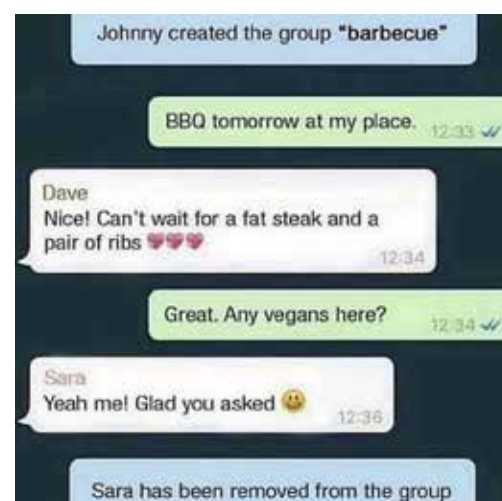 Johnny created the group "barbecue"
BBQ tomorrow at my place. 12:33
Dave
Nice! Can't wait for a fat steak and a
pair of ribs 💗💗💗
12:34
Great. Any vegans here? 12:34
Sara
Yeah me! Glad you asked 😃
12:36
Sara has been removed from the group